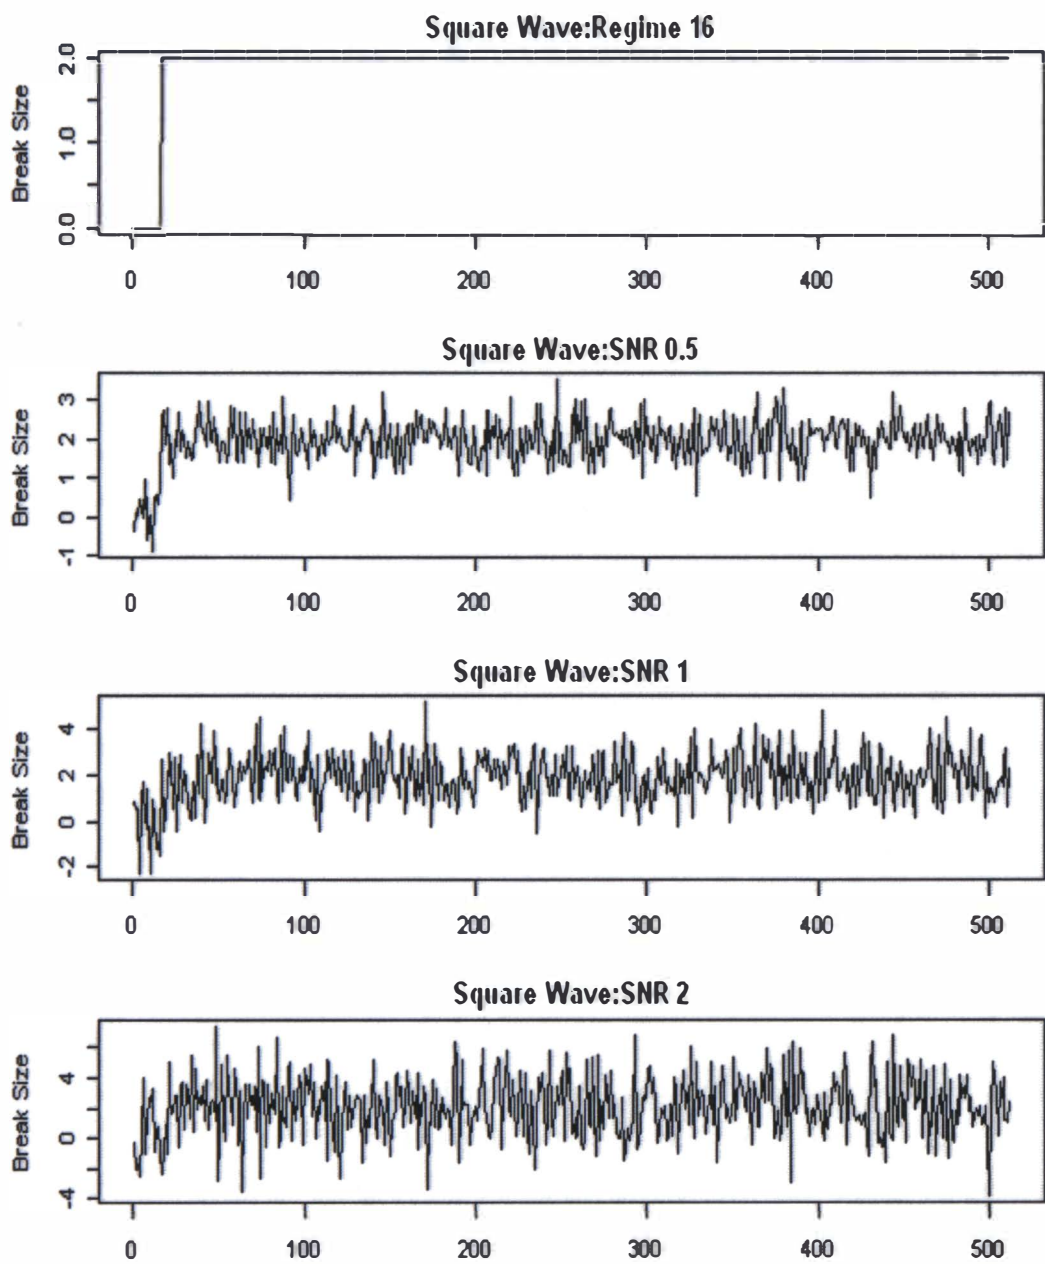 Square Wave:Regime 16
Break Size
2.0
1.0
0.0
0 100 200 300 400 500
Square Wave:SNR 0.5
Break Size
3
2
1
0
-1
0 100 200 300 400 500
Square Wave:SNR 1
Break Size
4
2
0
-2
0 100 200 300 400 500
Square Wave:SNR 2
Break Size
4
0
-4
0 100 200 300 400 500